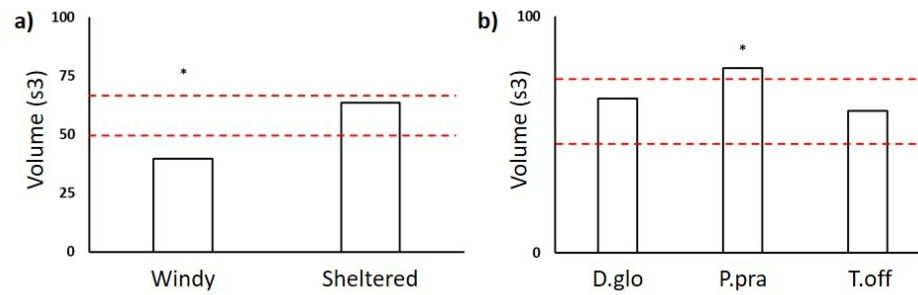 a)
Volume (s3)
100
75
50
25
0
*
Windy
Sheltered
b)
Volume (s3)
100
0
*
D.glo
P.pra
T.off